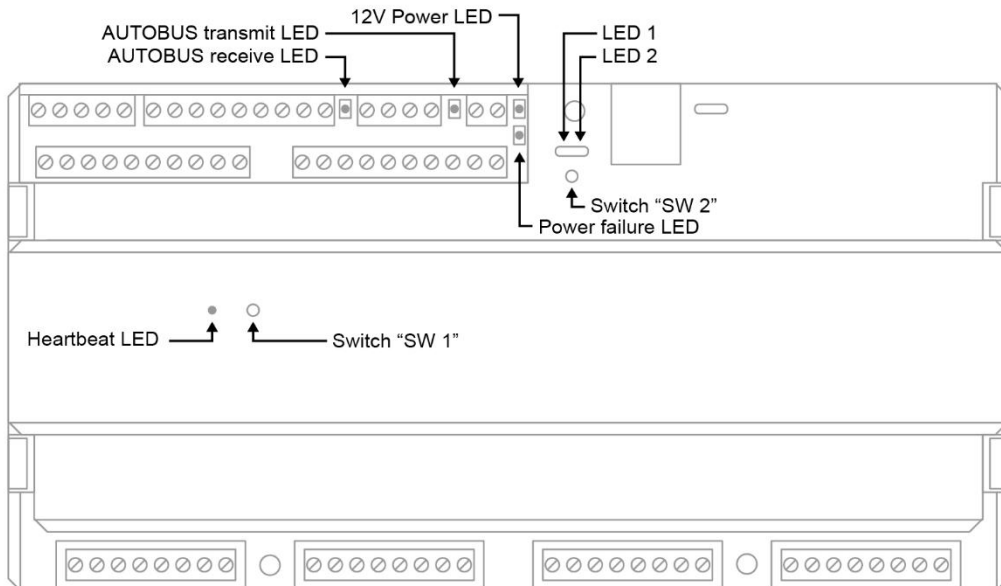 12V Power LED
AUTOBUS transmit LED
LED 1
AUTOBUS receive LED
LED 2
Switch “SW 2”
Power failure LED
Heartbeat LED
Switch “SW 1”